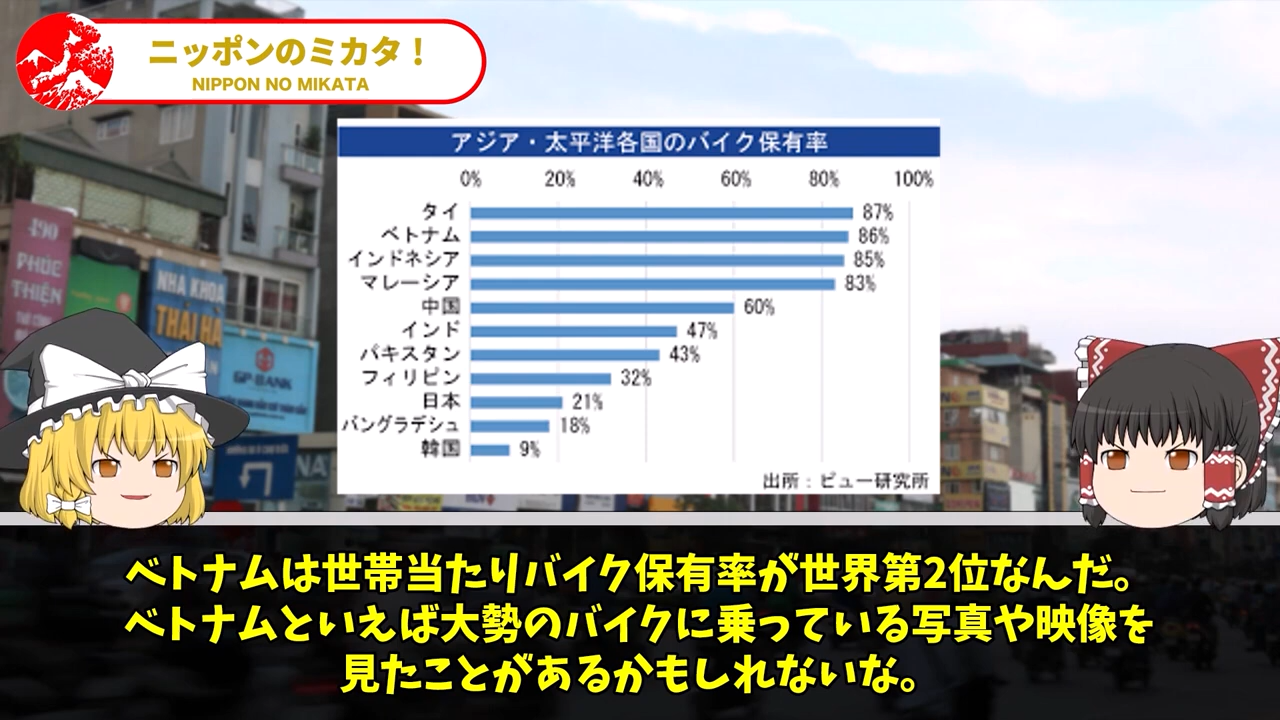 ニッポンのミカタ！
NIPPON NO MIKATA
アジア・太平洋各国のバイク保有率
0% 20% 40% 60% 80% 100%
タイ 87%
ベトナム 86%
インドネシア 85%
マレーシア 83%
中国 60%
インド 47%
パキスタン 43%
フィリピン 32%
日本 21%
バングラデシュ 18%
韓国 9%
出所：ピュー研究所
490
PHÚC
THIỆN
NHA KHOA
THÁI HÀ
GP-BANK
ベトナムは世帯当たりバイク保有率が世界第2位なんだ。
ベトナムといえば大勢のバイクに乗っている写真や映像を
見たことがあるかもしれないな。